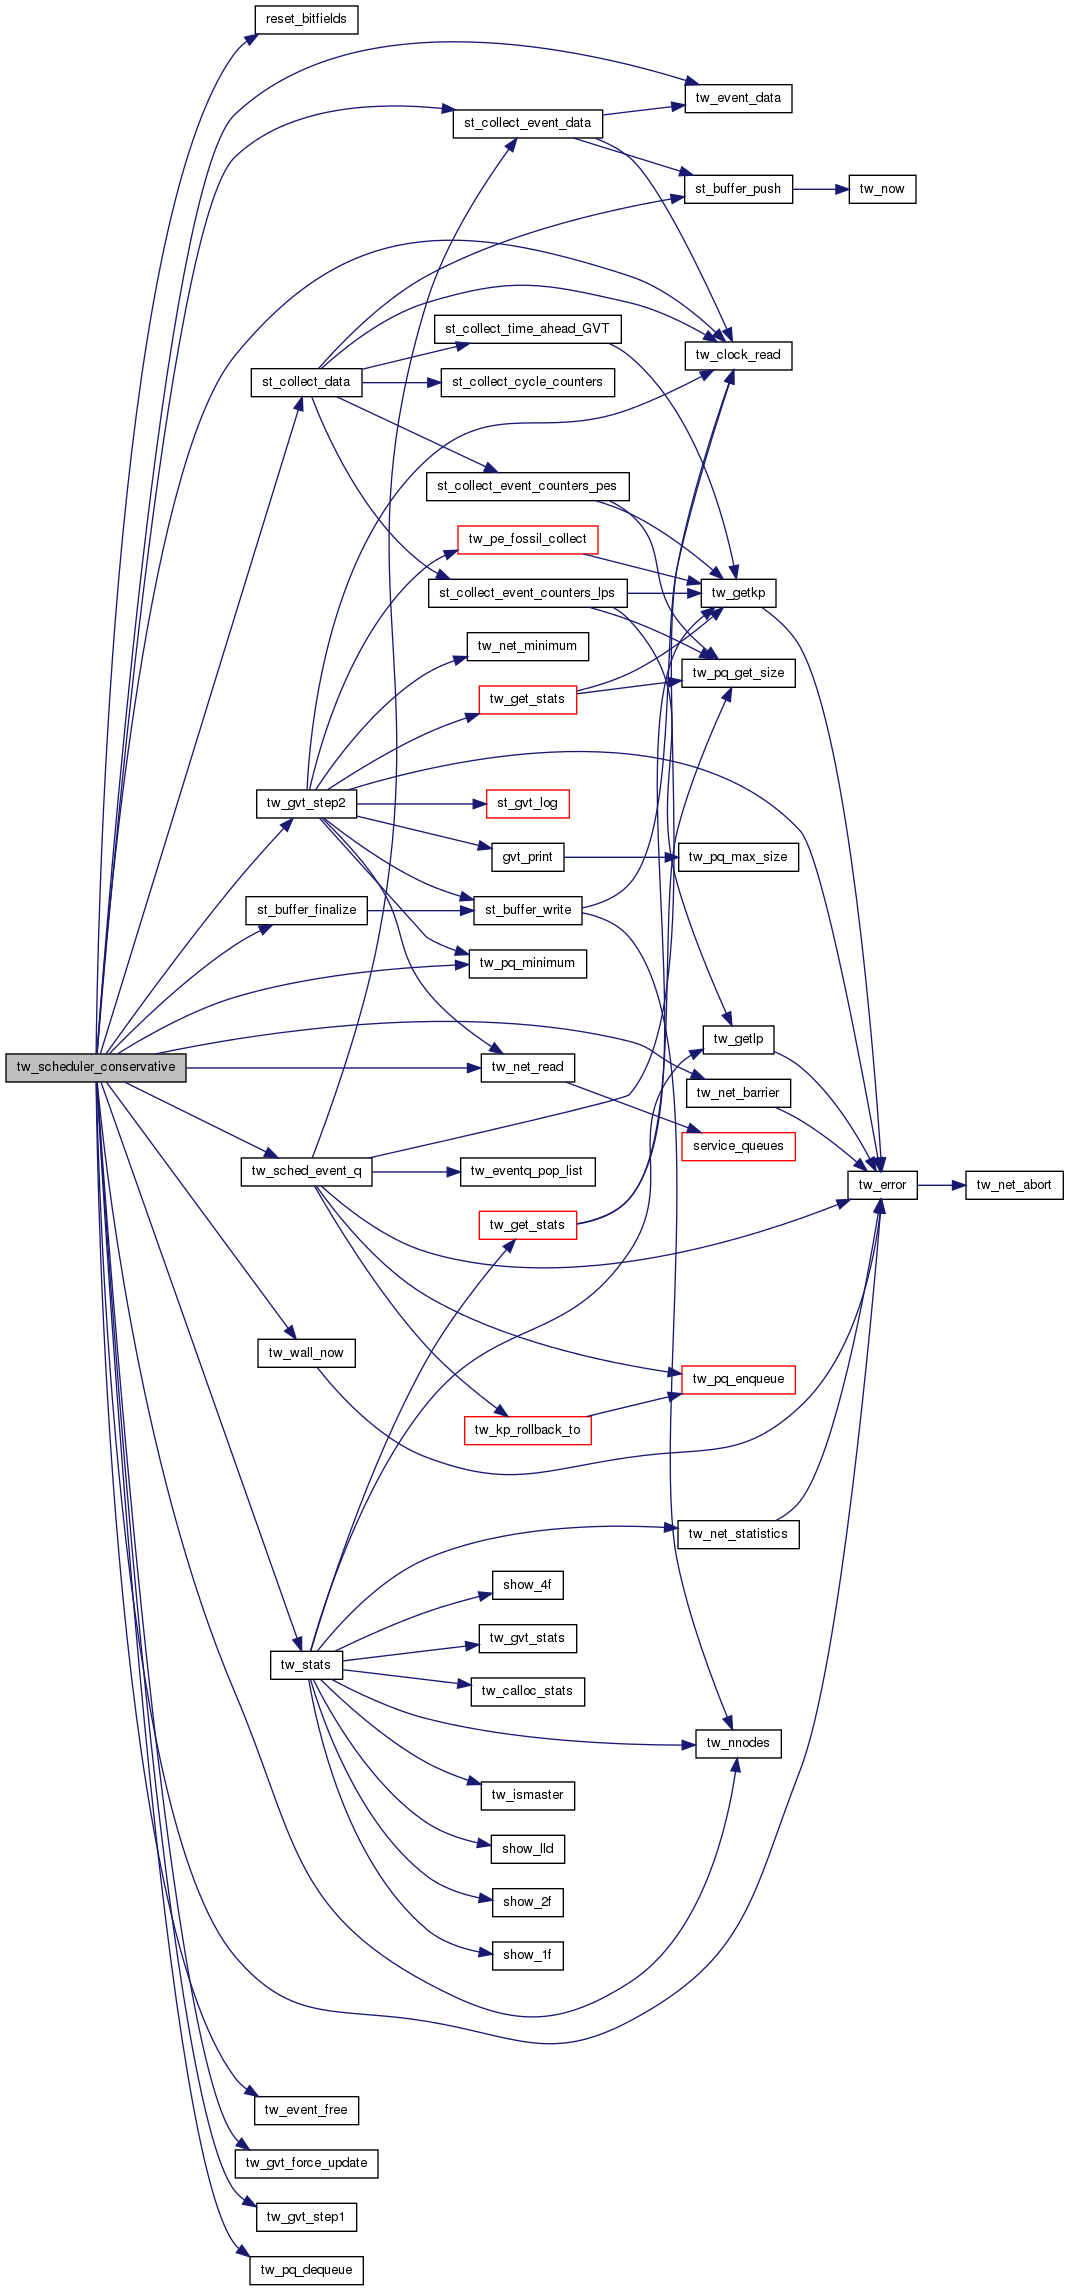 reset_bitfields
tw_event_data
st_collect_event_data
st_buffer_push
tw_now
st_collect_time_ahead_GVT
tw_clock_read
st_collect_data
st_collect_cycle_counters
st_collect_event_counters_pes
tw_pe_fossil_collect
st_collect_event_counters_lps
tw_getkp
tw_net_minimum
tw_pq_get_size
tw_get_stats
tw_gvt_step2
st_gvt_log
gvt_print
tw_pq_max_size
st_buffer_finalize
st_buffer_write
tw_pq_minimum
tw_getlp
tw_scheduler_conservative
tw_net_read
tw_net_barrier
service_queues
tw_sched_event_q
tw_eventq_pop_list
tw_error
tw_net_abort
tw_get_stats
tw_wall_now
tw_pq_enqueue
tw_kp_rollback_to
tw_net_statistics
show_4f
tw_gvt_stats
tw_stats
tw_calloc_stats
tw_nnodes
tw_ismaster
show_lld
show_2f
show_1f
tw_event_free
tw_gvt_force_update
tw_gvt_step1
tw_pq_dequeue